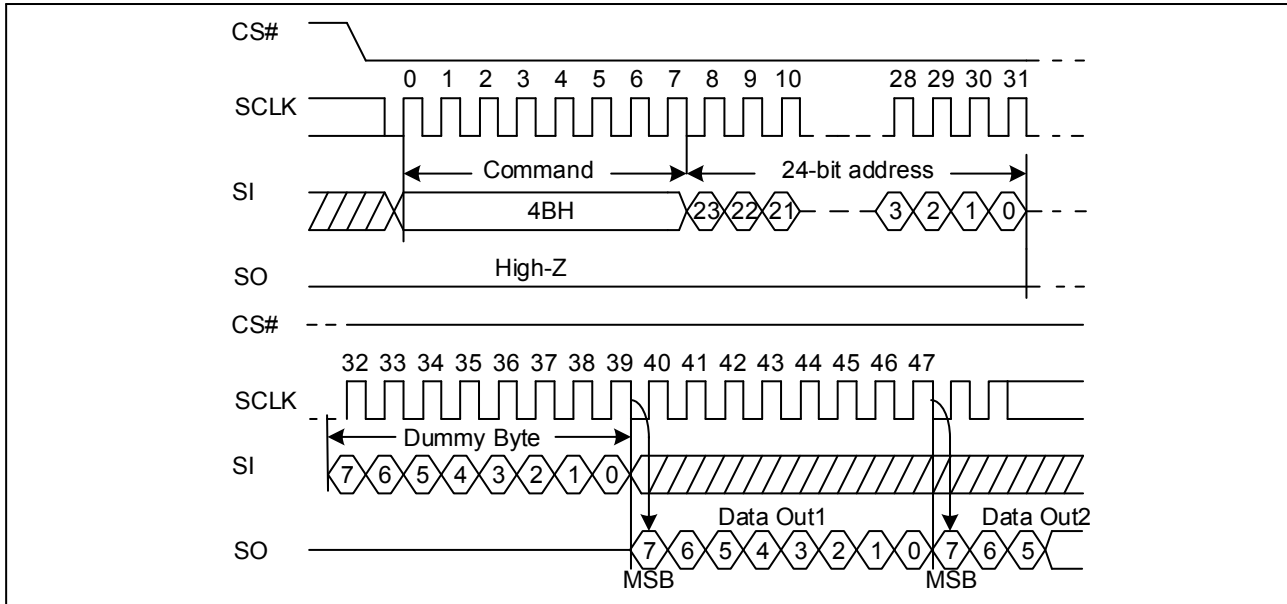 CS#
0 1 2 3 4 5 6 7 8 9 10 28 29 30 31
SCLK
Command 24-bit address
SI 4BH 23 22 21 3 2 1 0
High-Z
SO
CS#
32 33 34 35 36 37 38 39 40 41 42 43 44 45 46 47
SCLK
Dummy Byte
SI 7 6 5 4 3 2 1 0
Data Out1 Data Out2
SO 7 6 5 4 3 2 1 0 7 6 5
MSB MSB